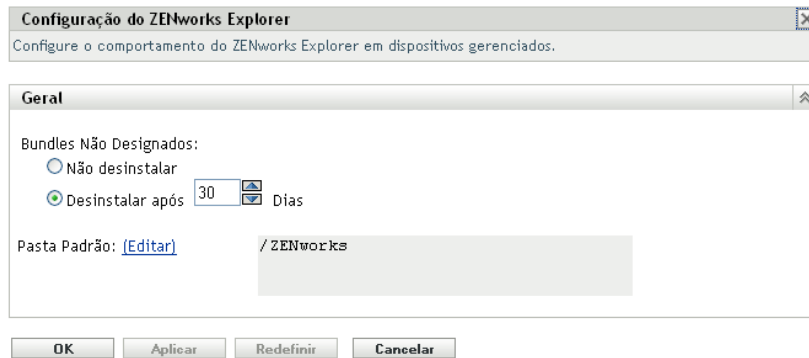 Configuração do ZENworks Explorer
Configure o comportamento do ZENworks Explorer em dispositivos gerenciados.
Geral
Bundles Não Designados:
Não desinstalar
Desinstalar após 30 Dias
Pasta Padrão: (Editar) /ZENworks
OK Aplicar Redefinir Cancelar